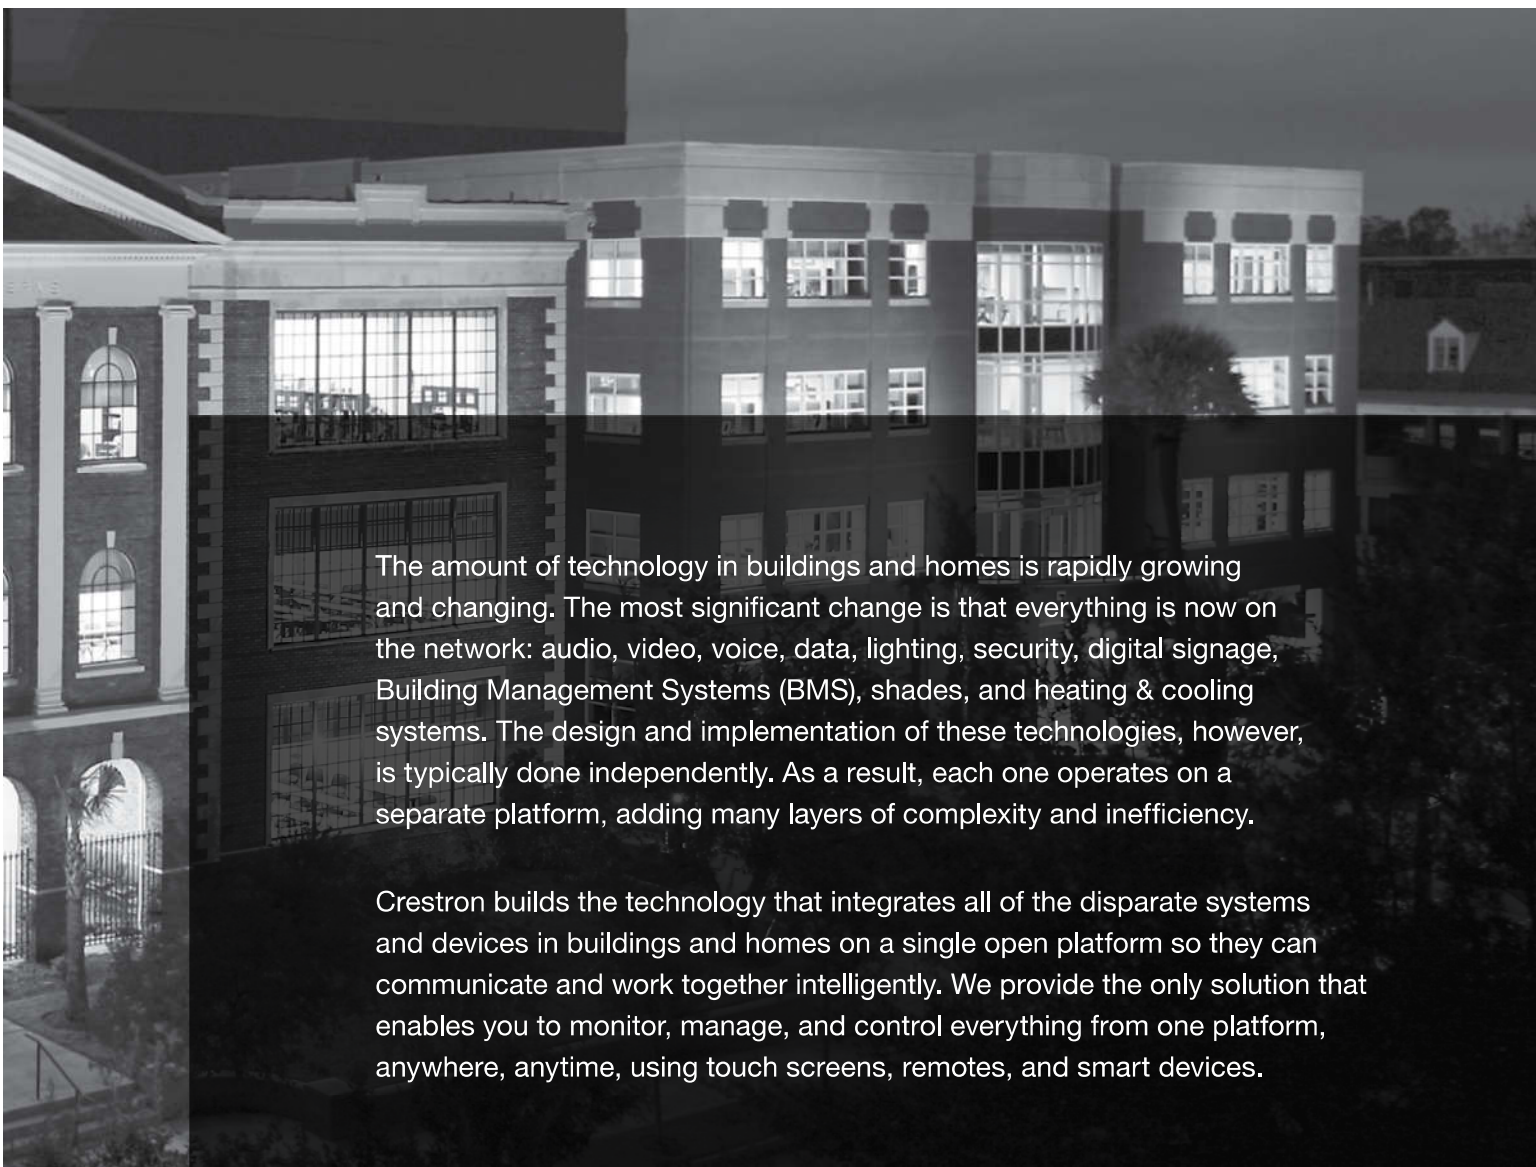 The amount of technology in buildings and homes is rapidly growing
and changing. The most significant change is that everything is now on
the network: audio, video, voice, data, lighting, security, digital signage,
Building Management Systems (BMS), shades, and heating & cooling
systems. The design and implementation of these technologies, however,
is typically done independently. As a result, each one operates on a
separate platform, adding many layers of complexity and inefficiency.
Crestron builds the technology that integrates all of the disparate systems
and devices in buildings and homes on a single open platform so they can
communicate and work together intelligently. We provide the only solution that
enables you to monitor, manage, and control everything from one platform,
anywhere, anytime, using touch screens, remotes, and smart devices.